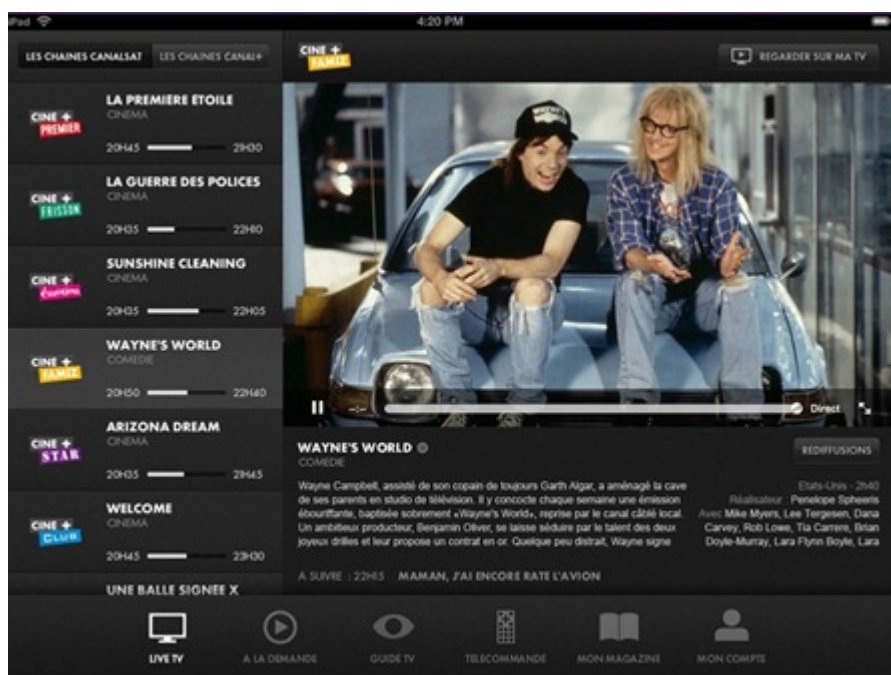 iPad 4:20 PM
LES CHAINES CANALSAT LES CHAINES CANAL+
CINE +
PREMIER
LA PREMIERE ETOILE
CINEMA
20H45 21H30
CINE +
FRISSON
LA GUERRE DES POLICES
CINEMA
20H35 22H10
CINE +
SUNSHINE CLEANING
CINEMA
20H35 22H05
CINE +
FAMIZ
WAYNE'S WORLD
COMEDIE
20H50 22H40
CINE +
STAR
ARIZONA DREAM
CINEMA
20H35 21H45
CINE +
CLUB
WELCOME
CINEMA
20H45 23H30
UNE BALLE SIGNÉE X
CINE +
FAMIZ
REGARDER SUR MA TV
WAYNE'S WORLD
Direct
WAYNE'S WORLD
COMEDIE
REDIFFUSIONS
Wayne Campbell, assisté de son copain de toujours Garth Algar, a aménagé la cave
de ses parents en studio de télévision. Il y concocte chaque semaine une émission
ébouriffante, baptisée sobrement «Wayne's World», reprise par le canal câblé local.
Un ambitieux producteur, Benjamin Oliver, se laisse séduire par le talent des deux
joyeux drilles et leur propose un contrat en or. Quelque peu distrait, Wayne signe
Etats-Unis - 2h40
Réalisateur : Penelope Spheeris
Avec Mike Myers, Lee Tergesen, Dana
Carvey, Rob Lowe, Tia Carrere, Brian
Doyle-Murray, Lara Flynn Boyle, Lara
A SUIVRE : 22H15 MAMAN, J'AI ENCORE RATE L'AVION
LIVE TV A LA DEMANDE GUIDE TV TELECOMMANDE MON MAGAZINE MON COMPTE